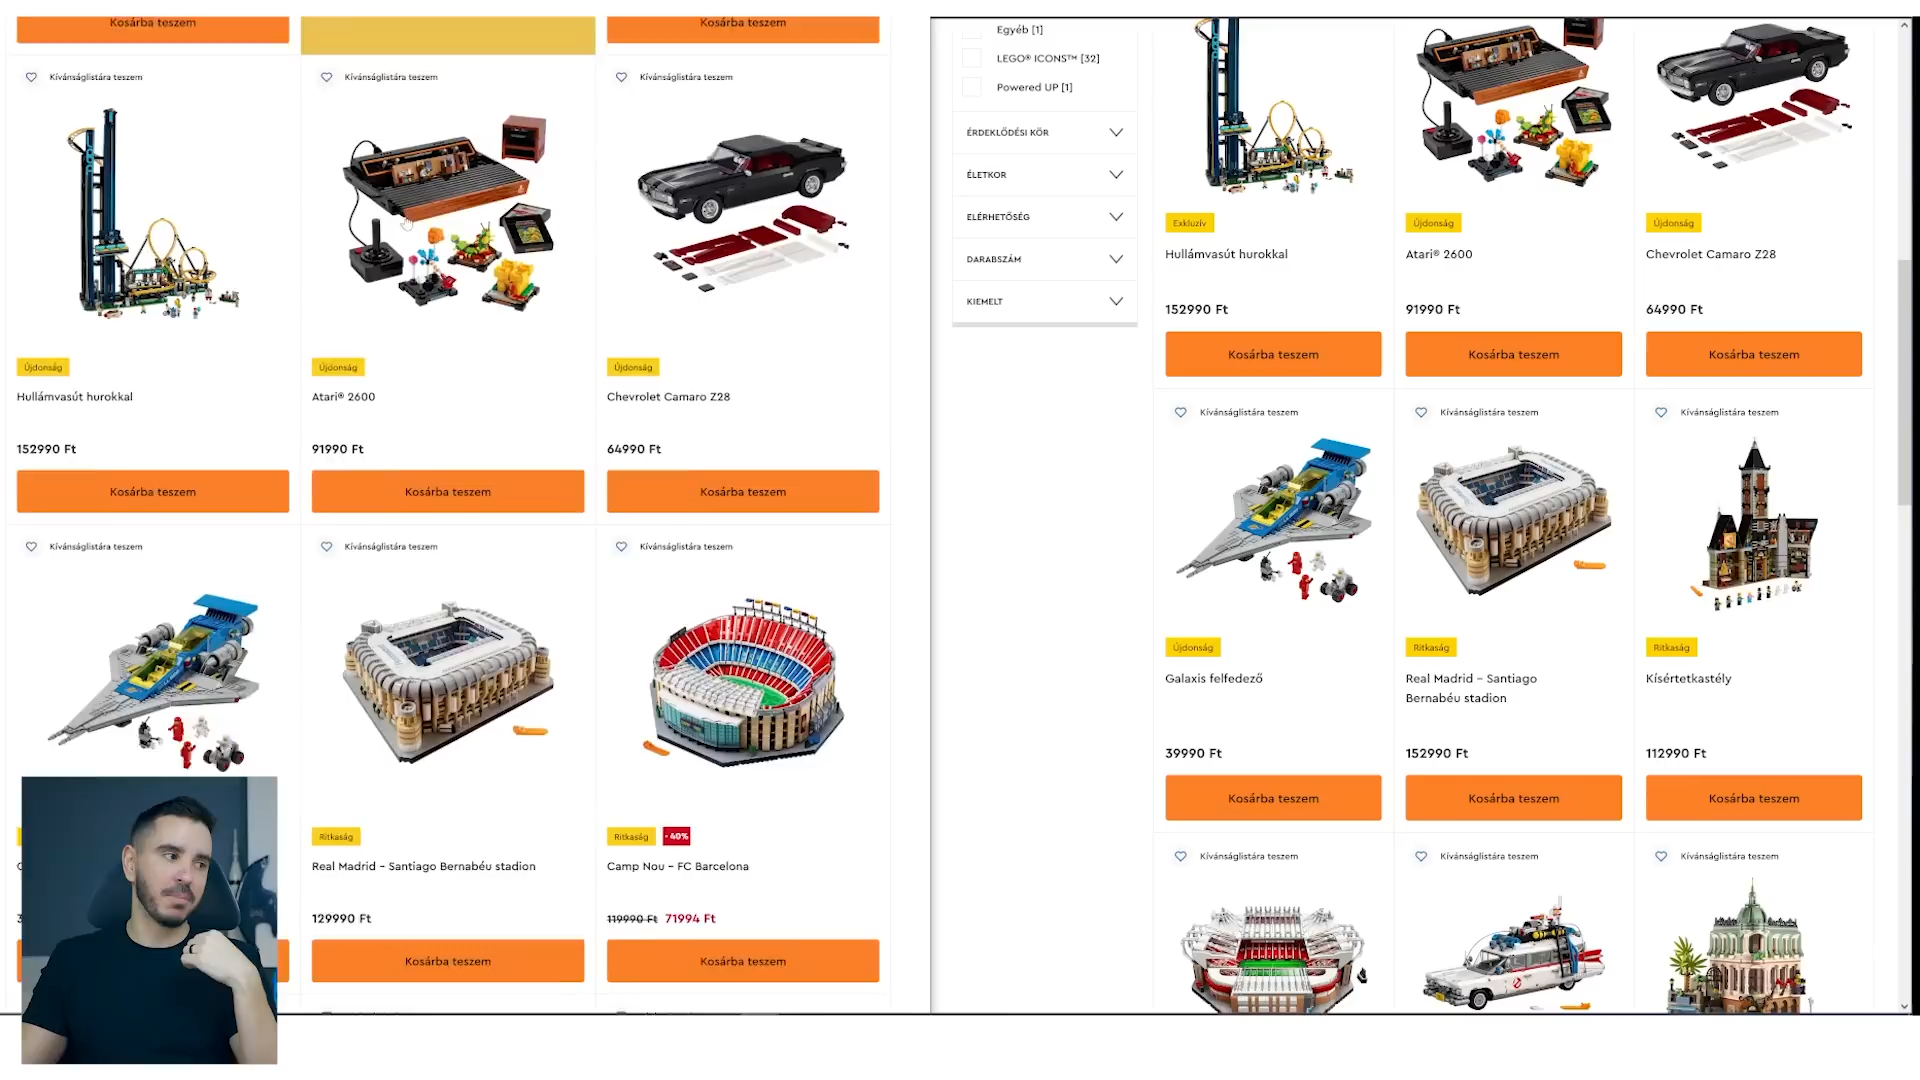 Kosárba teszem
Kosárba teszem
Kívánságlistára teszem
Kívánságlistára teszem
Kívánságlistára teszem
Újdonság
Újdonság
Újdonság
Hullámvasút hurokkal
Atari® 2600
Chevrolet Camaro Z28
152990 Ft
91990 Ft
64990 Ft
Kosárba teszem
Kosárba teszem
Kosárba teszem
Kívánságlistára teszem
Kívánságlistára teszem
Kívánságlistára teszem
Ritkaság
Ritkaság
- 40%
Real Madrid – Santiago Bernabéu stadion
Camp Nou – FC Barcelona
129990 Ft
119990 Ft 71994 Ft
Kosárba teszem
Kosárba teszem
Egyéb [1]
LEGO® ICONS™ [32]
Powered UP [1]
ÉRDEKLŐDÉSI KÖR
ÉLETKOR
ELÉRHETŐSÉG
DARABSZÁM
KIEMELT
Exkluzív
Újdonság
Újdonság
Hullámvasút hurokkal
Atari® 2600
Chevrolet Camaro Z28
152990 Ft
91990 Ft
64990 Ft
Kosárba teszem
Kosárba teszem
Kosárba teszem
Kívánságlistára teszem
Kívánságlistára teszem
Kívánságlistára teszem
Újdonság
Ritkaság
Ritkaság
Galaxis felfedező
Real Madrid – Santiago
Bernabéu stadion
Kísértetkastély
39990 Ft
152990 Ft
112990 Ft
Kosárba teszem
Kosárba teszem
Kosárba teszem
Kívánságlistára teszem
Kívánságlistára teszem
Kívánságlistára teszem